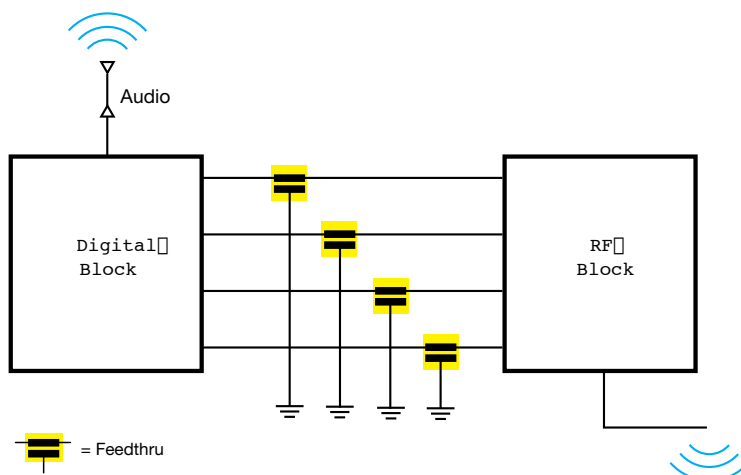 Audio
Digital
Block
RF
Block
= Feedthru